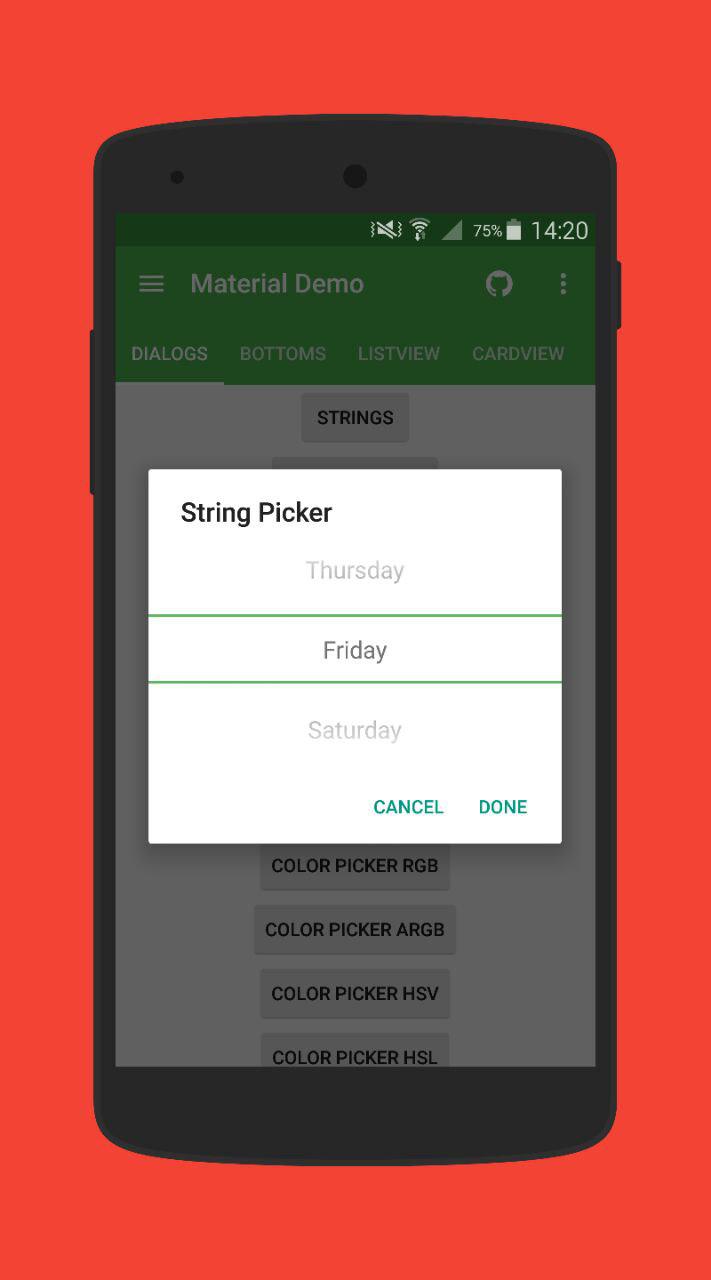 75% 14:20
Material Demo
DIALOGS BOTTOMS LISTVIEW CARDVIEW
STRINGS
String Picker
Thursday
Friday
Saturday
CANCEL DONE
COLOR PICKER RGB
COLOR PICKER ARGB
COLOR PICKER HSV
COLOR PICKER HSL